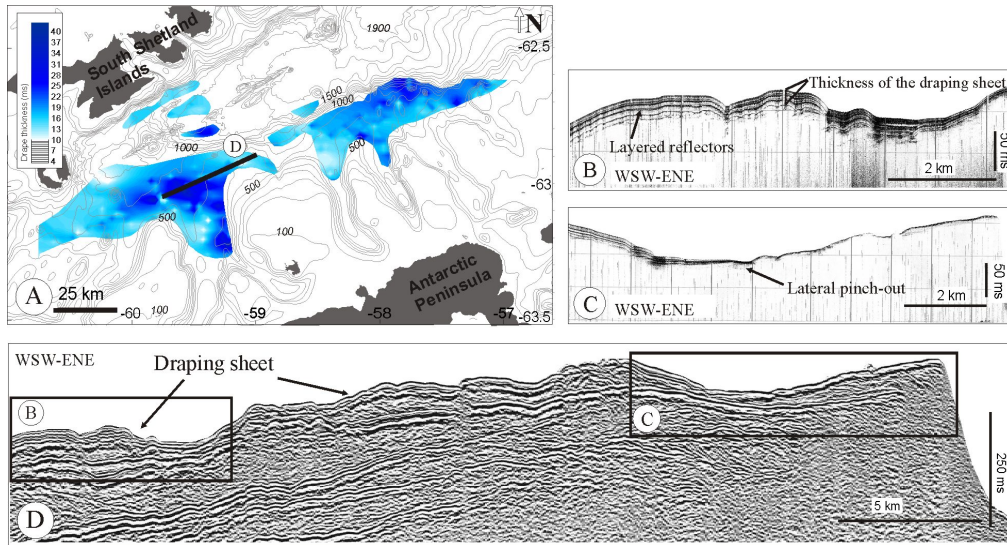 N
1900
-62.5
South Shetland
Islands
Drape thickness (ms)
40
37
34
31
28
25
22
19
16
13
10
7
4
1500
1000
1000
500
D
500
-63
500
100
Antarctic
Peninsula
A
25 km
-60
100
-59
-58
-57
-63.5
Thickness of the draping sheet
Layered reflectors
50 ms
2 km
B
WSW-ENE
Lateral pinch-out
50 ms
2 km
C
WSW-ENE
WSW-ENE
Draping sheet
B
C
250 ms
5 km
D